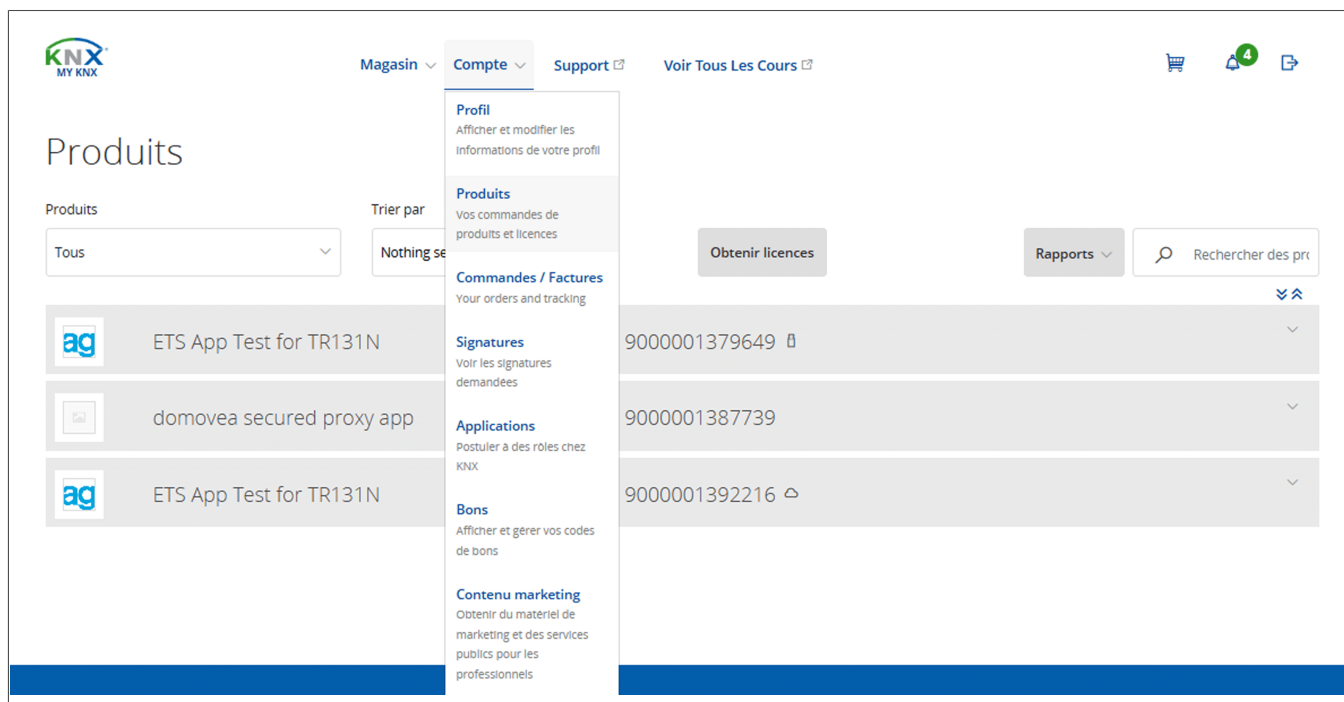 KNX
MY KNX
Magasin
Compte
Support
Voir Tous Les Cours
4
Profil
Afficher et modifier les
informations de votre profil
Produits
Vos commandes de
produits et licences
Commandes / Factures
Your orders and tracking
Signatures
Voir les signatures
demandées
Applications
Postuler à des rôles chez
KNX
Bons
Afficher et gérer vos codes
de bons
Contenu marketing
Obtenir du matériel de
marketing et des services
publics pour les
professionnels
Produits
Produits
Tous
Trier par
Nothing se
Obtenir licences
Rapports
Rechercher des pro
ag
ETS App Test for TR131N
9000001379649
domovea secured proxy app
9000001387739
ag
ETS App Test for TR131N
9000001392216